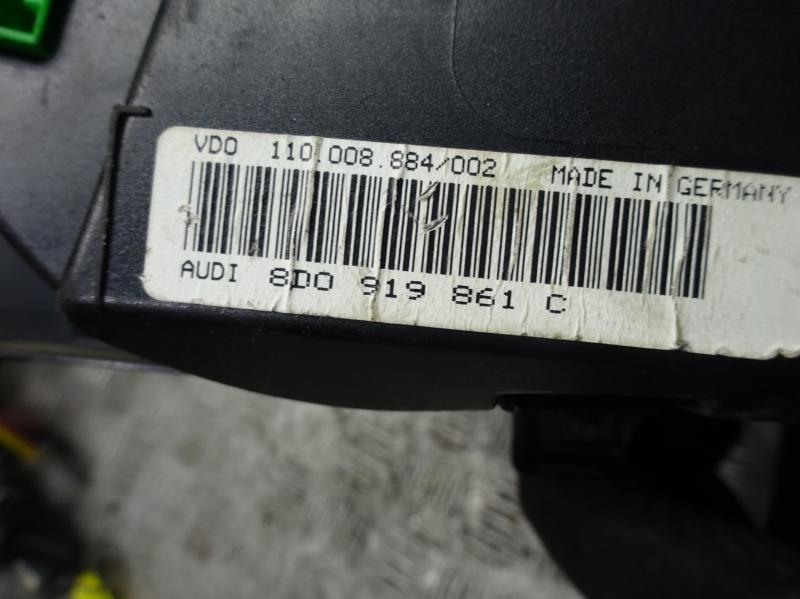 VDO 110.008.884/002 MADE IN GERMANY
AUDI 8D0 919 861 C